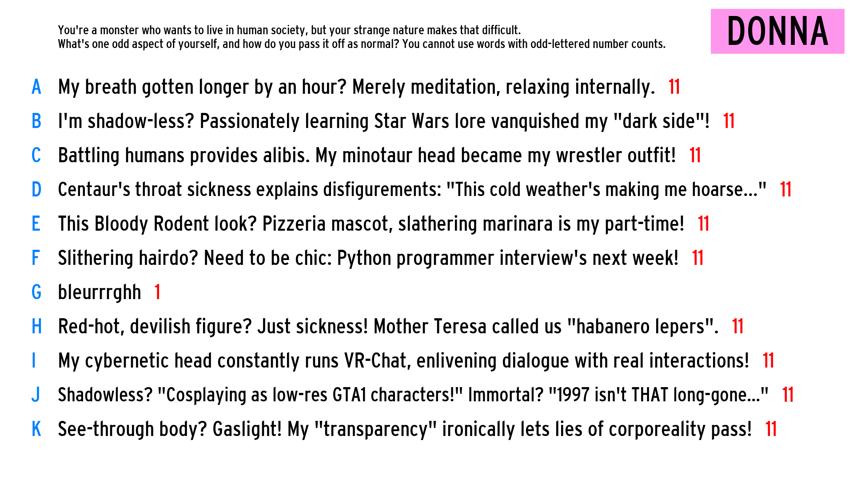 You're a monster who wants to live in human society, but your strange nature makes that difficult.
What's one odd aspect of yourself, and how do you pass it off as normal? You cannot use words with odd-lettered number counts.
DONNA
A My breath gotten longer by an hour? Merely meditation, relaxing internally. 11
B I'm shadow-less? Passionately learning Star Wars lore vanquished my "dark side"! 11
C Battling humans provides alibis. My minotaur head became my wrestler outfit! 11
D Centaur's throat sickness explains disfigurements: "This cold weather's making me hoarse..." 11
E This Bloody Rodent look? Pizzeria mascot, slathering marinara is my part-time! 11
F Slithering hairdo? Need to be chic: Python programmer interview's next week! 11
G bleurrrghh 1
H Red-hot, devilish figure? Just sickness! Mother Teresa called us "habanero lepers". 11
I My cybernetic head constantly runs VR-Chat, enlivening dialogue with real interactions! 11
J Shadowless? "Cosplaying as low-res GTA1 characters!" Immortal? "1997 isn't THAT long-gone..." 11
K See-through body? Gaslight! My "transparency" ironically lets lies of corporeality pass! 11